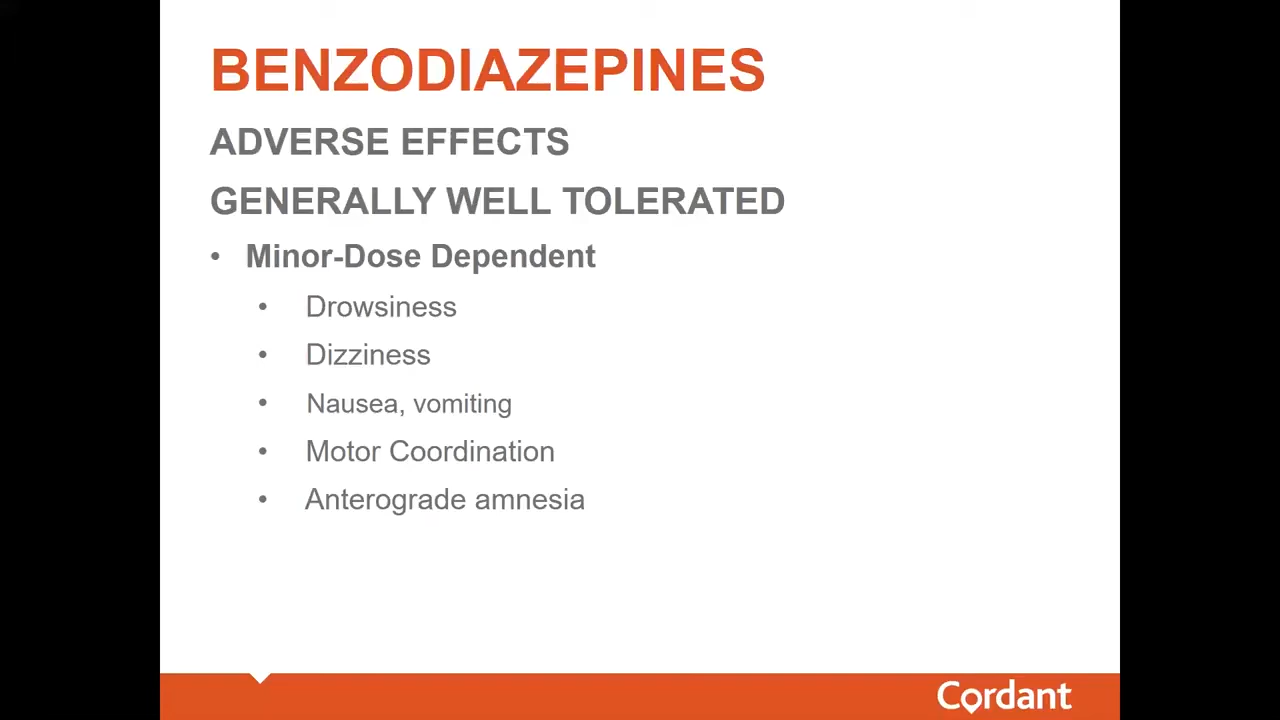 BENZODIAZEPINES
ADVERSE EFFECTS
GENERALLY WELL TOLERATED
• Minor-Dose Dependent
• Drowsiness
• Dizziness
• Nausea, vomiting
• Motor Coordination
• Anterograde amnesia
Cordant